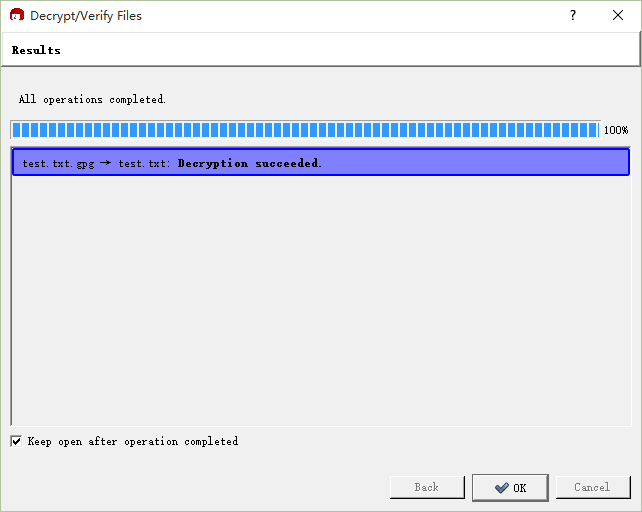 Decrypt/Verify Files
Results
All operations completed.
100%
test.txt.gpg → test.txt: Decryption succeeded.
Keep open after operation completed
Back
OK
Cancel